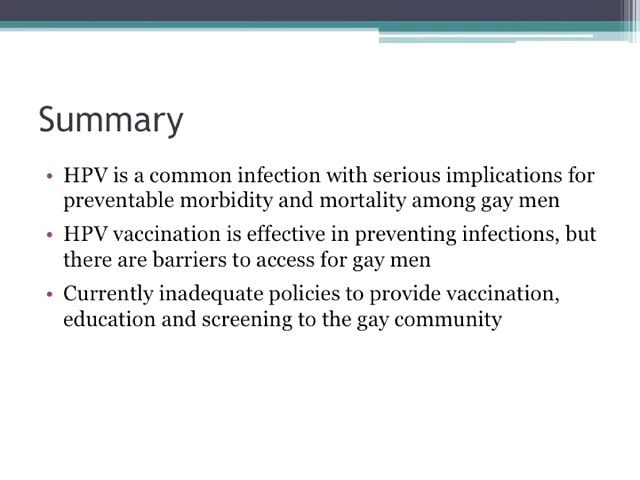 Summary
• HPV is a common infection with serious implications for
preventable morbidity and mortality among gay men
• HPV vaccination is effective in preventing infections, but
there are barriers to access for gay men
• Currently inadequate policies to provide vaccination,
education and screening to the gay community